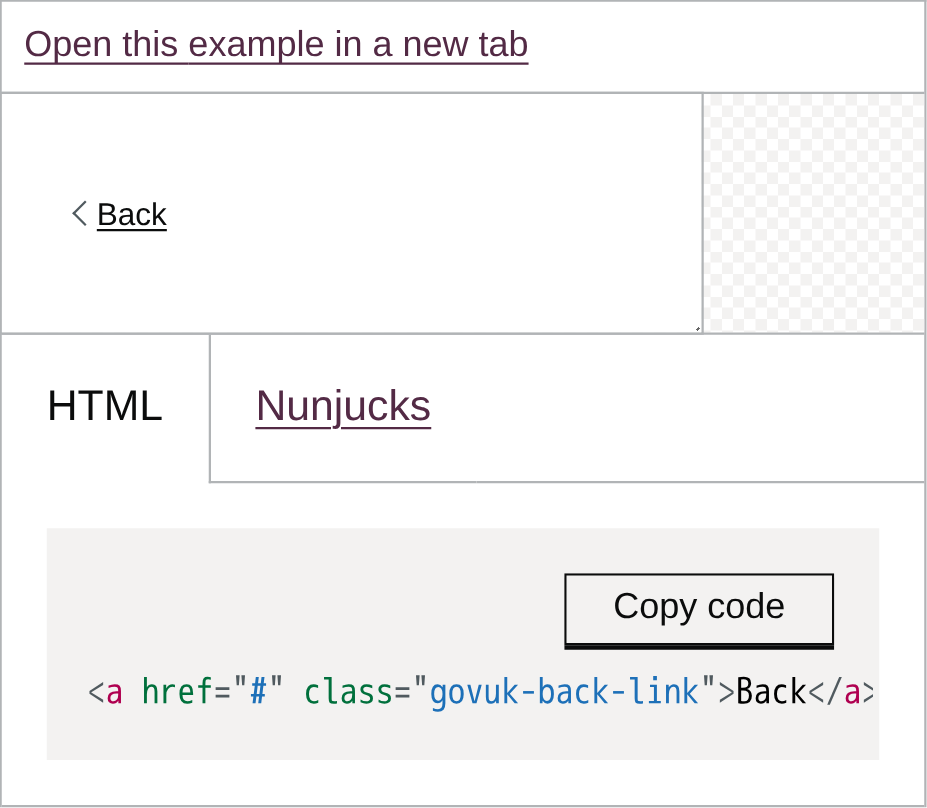 Open this example in a new tab
Back
HTML
Nunjucks
Copy code
<a href="#" class="govuk-back-link">Back</a>